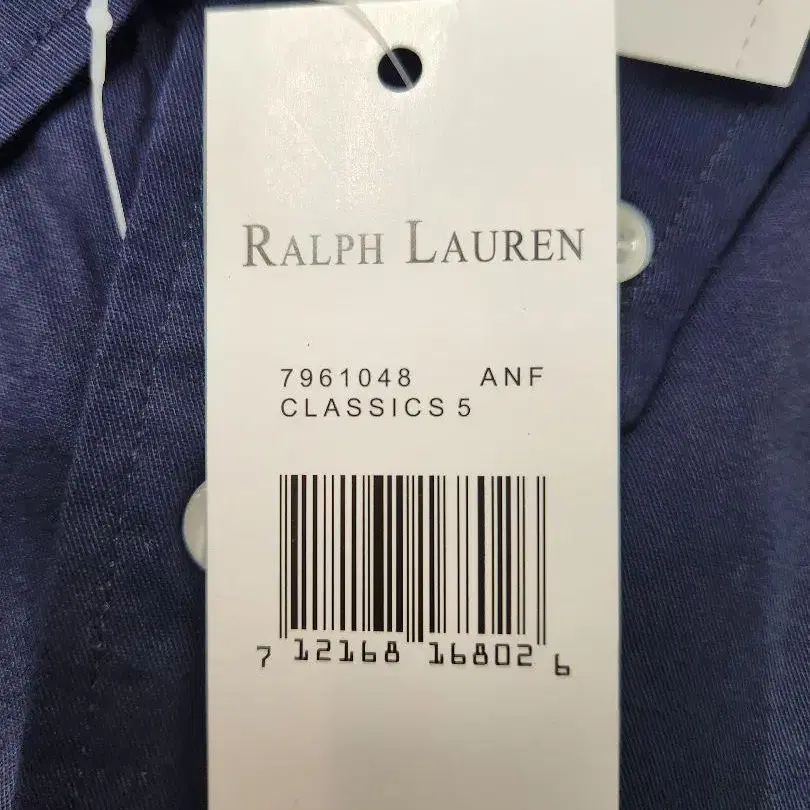 RALPH LAUREN
7961048 ANF
CLASSICS 5
7 12168 16802 6